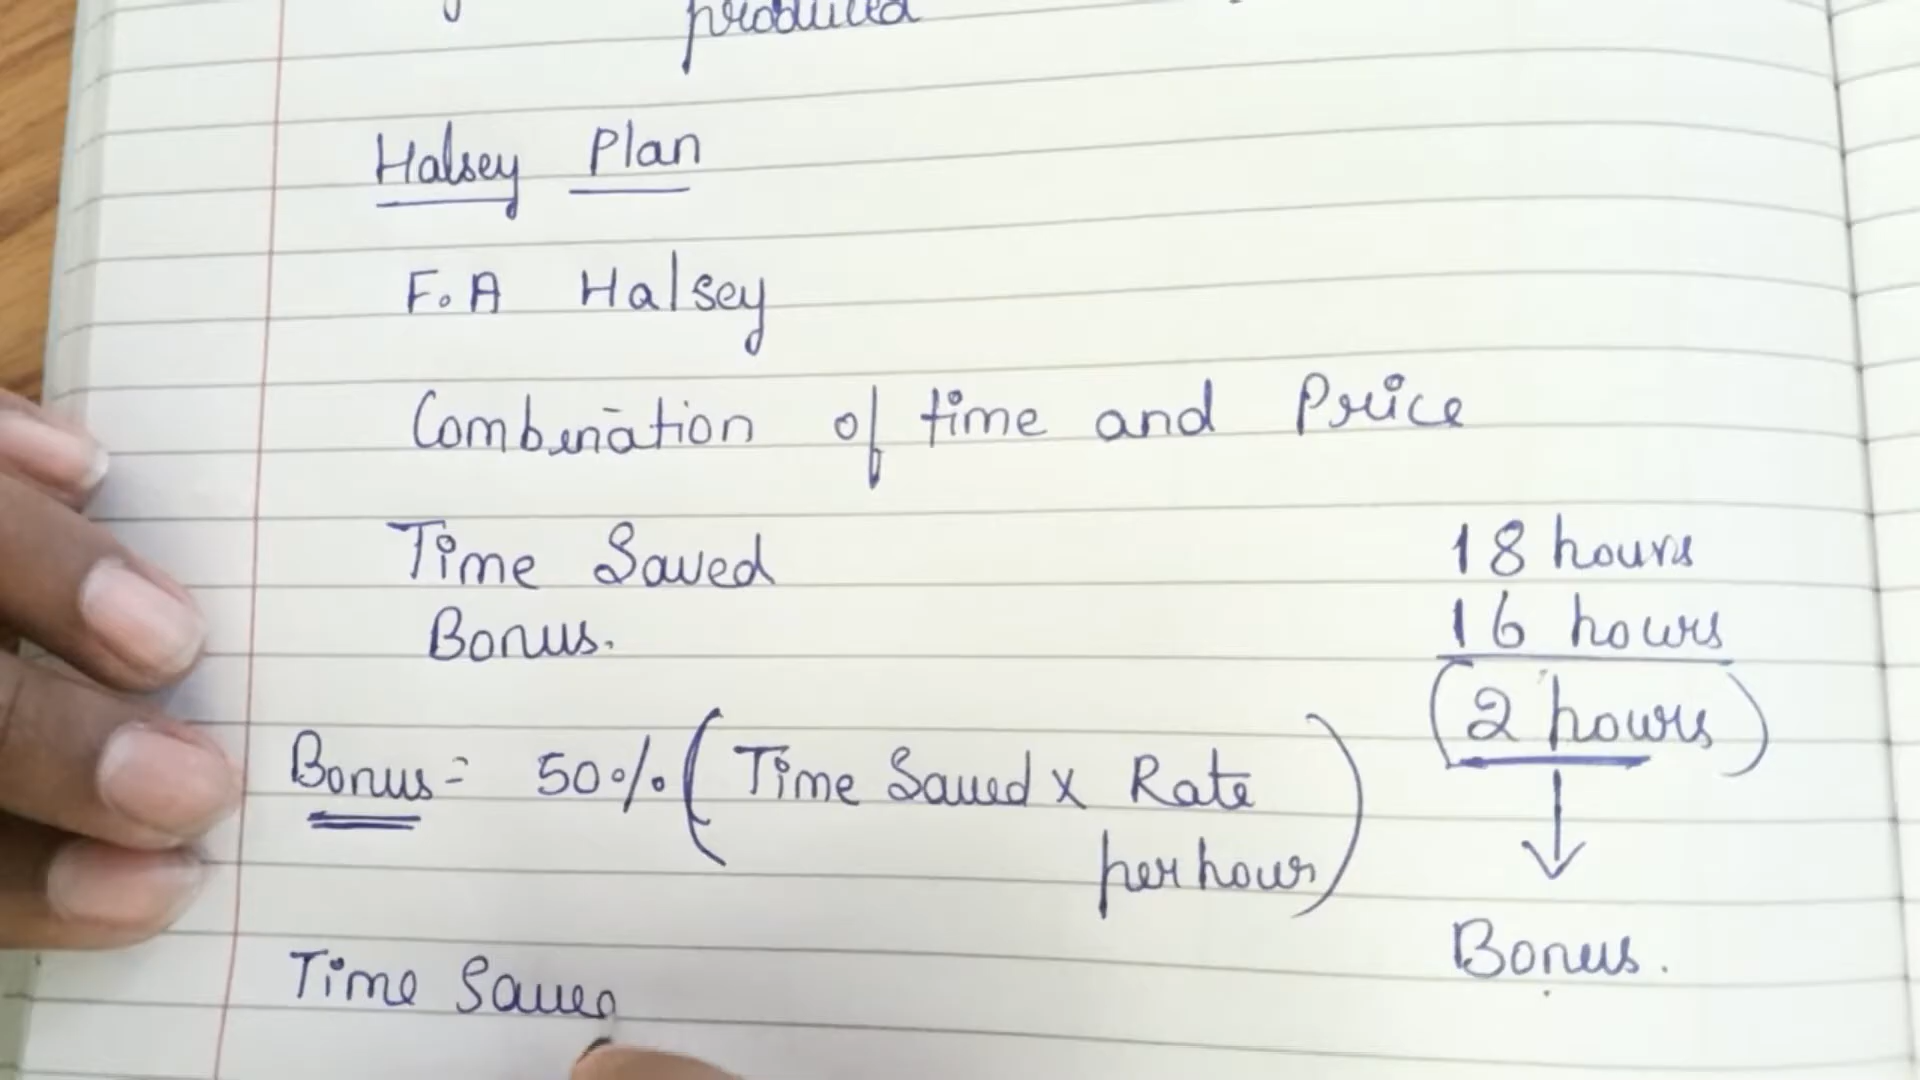 produced
Halsey Plan
F.A Halsey
Combination of time and Price
Time Saved
Bonus.
18 hours
16 hours
(2 hours)
Bonus = 50% (Time Saved x Rate
per hour)
Bonus.
Time Saved